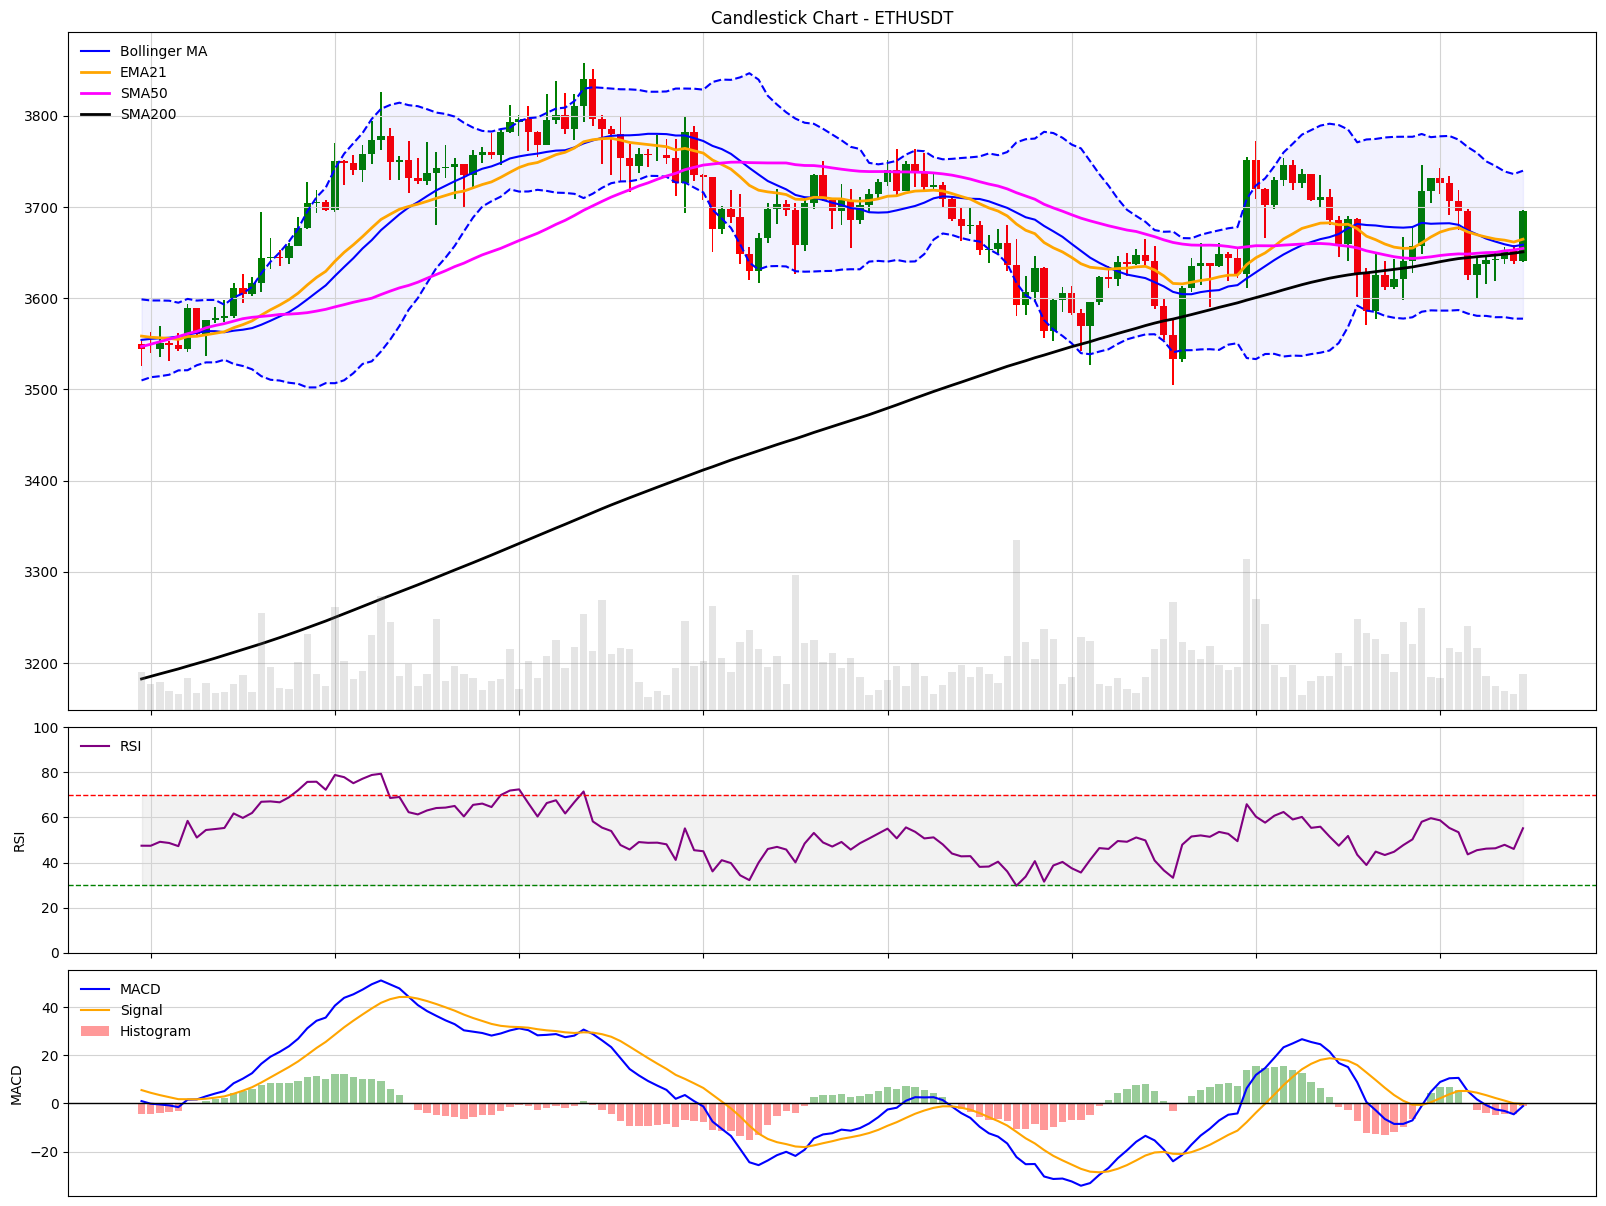 Candlestick Chart - ETHUSDT
Bollinger MA
EMA21
SMA50
SMA200
3800
3700
3600
3500
3400
3300
3200
RSI
100
80
60
40
20
0
RSI
MACD
Signal
Histogram
40
20
0
−20
MACD